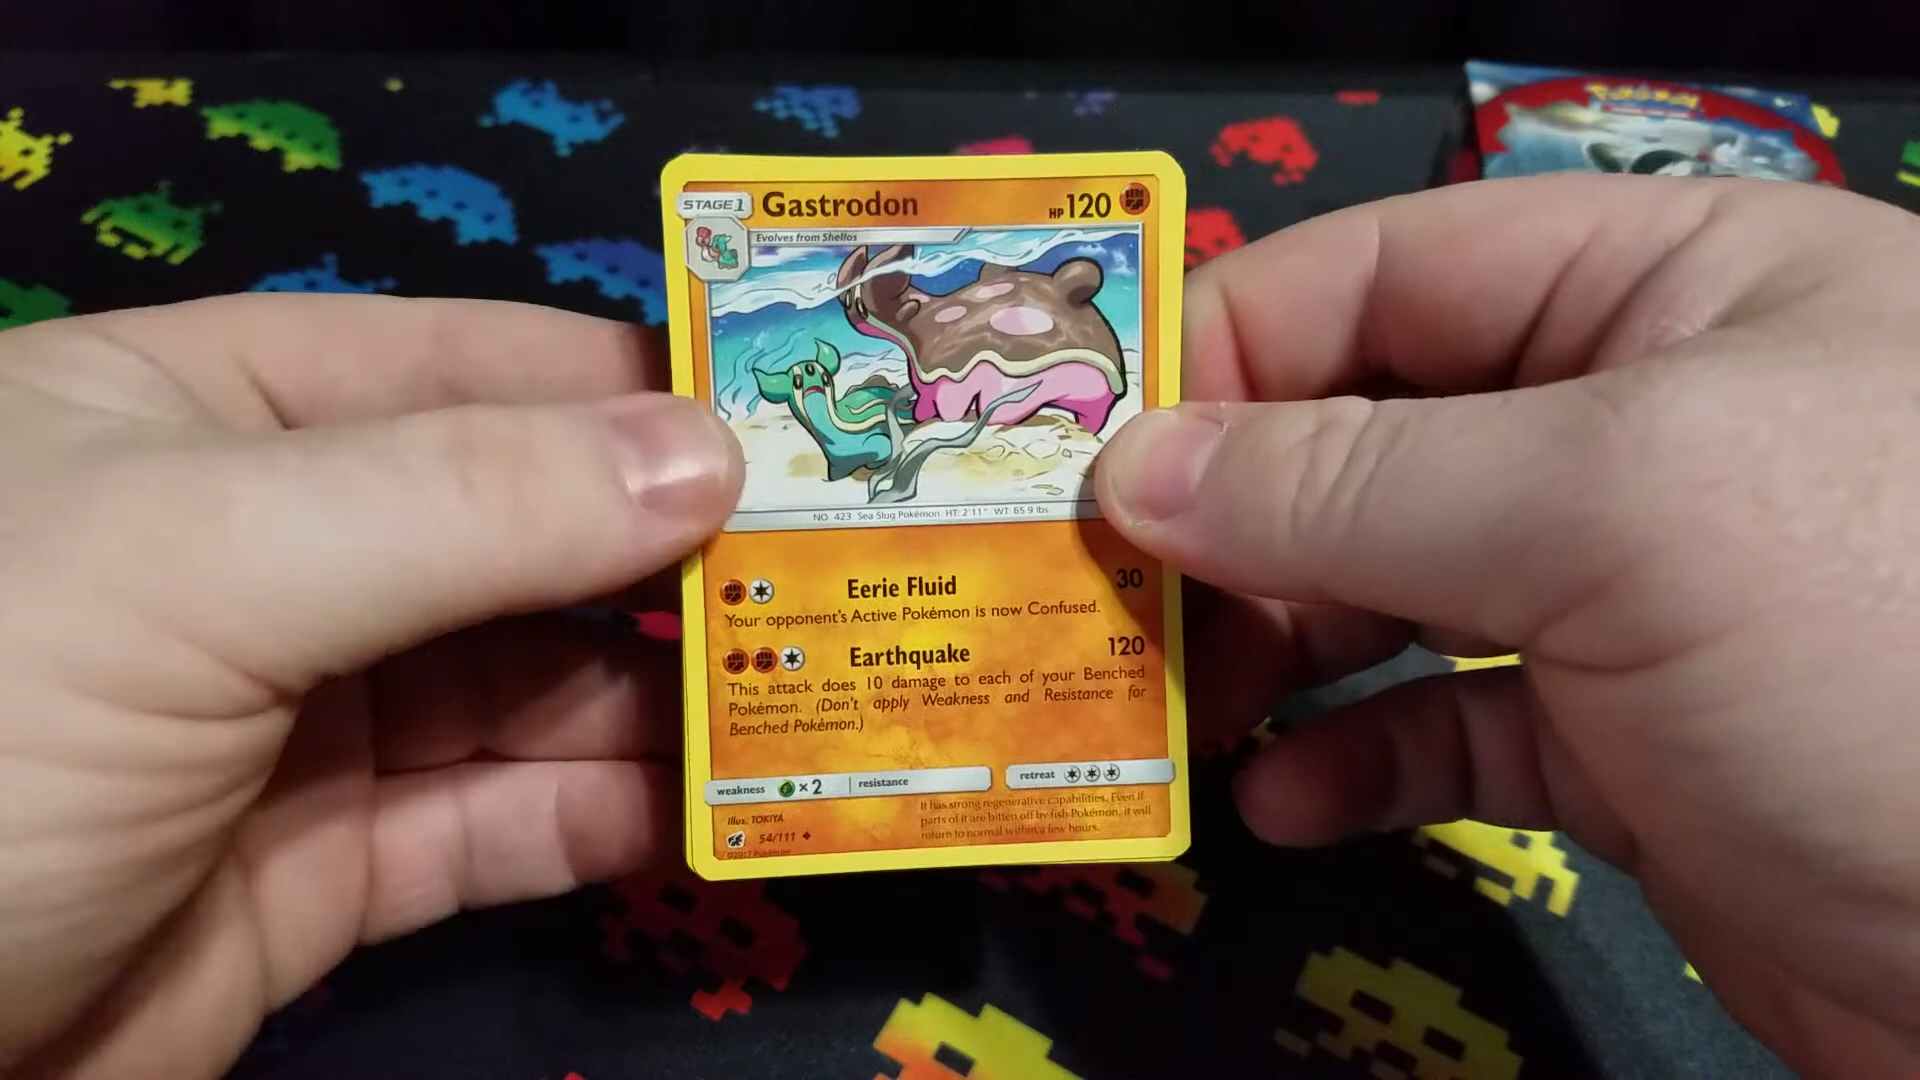 Pokémon
STAGE1 Gastrodon HP120
Evolves from Shellos
NO. 423 Sea Slug Pokémon HT: 2'11" WT: 65.9 lbs.
Eerie Fluid 30
Your opponent's Active Pokémon is now Confused.
Earthquake 120
This attack does 10 damage to each of your Benched
Pokémon. (Don't apply Weakness and Resistance for
Benched Pokémon.)
weakness ×2 resistance retreat
Illus. TOKIYA
54/111
©2017 Pokémon
It has strong regenerative capabilities. Even if
parts of it are bitten off by fish Pokémon, it will
return to normal within a few hours.